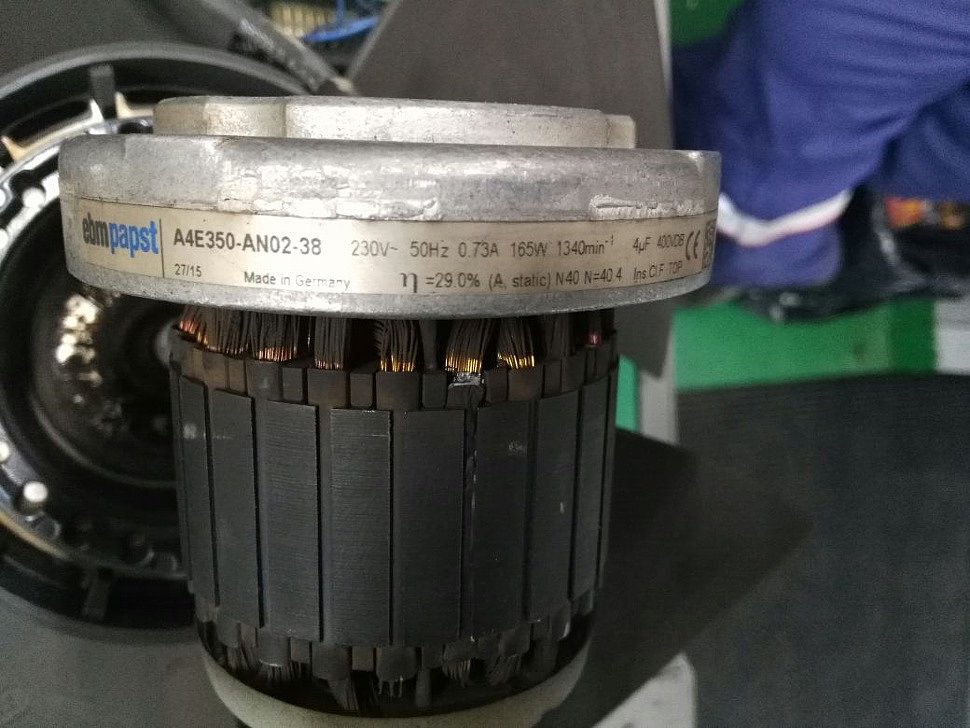 ebmpapst
A4E350-AN02-38 230V~ 50Hz 0.73A 165W 1340min⁻¹ 4µF 400VDB CE
27/15 Made in Germany η =29.0% (A, static) N40 N=40.4 Ins.Cl.F TOP